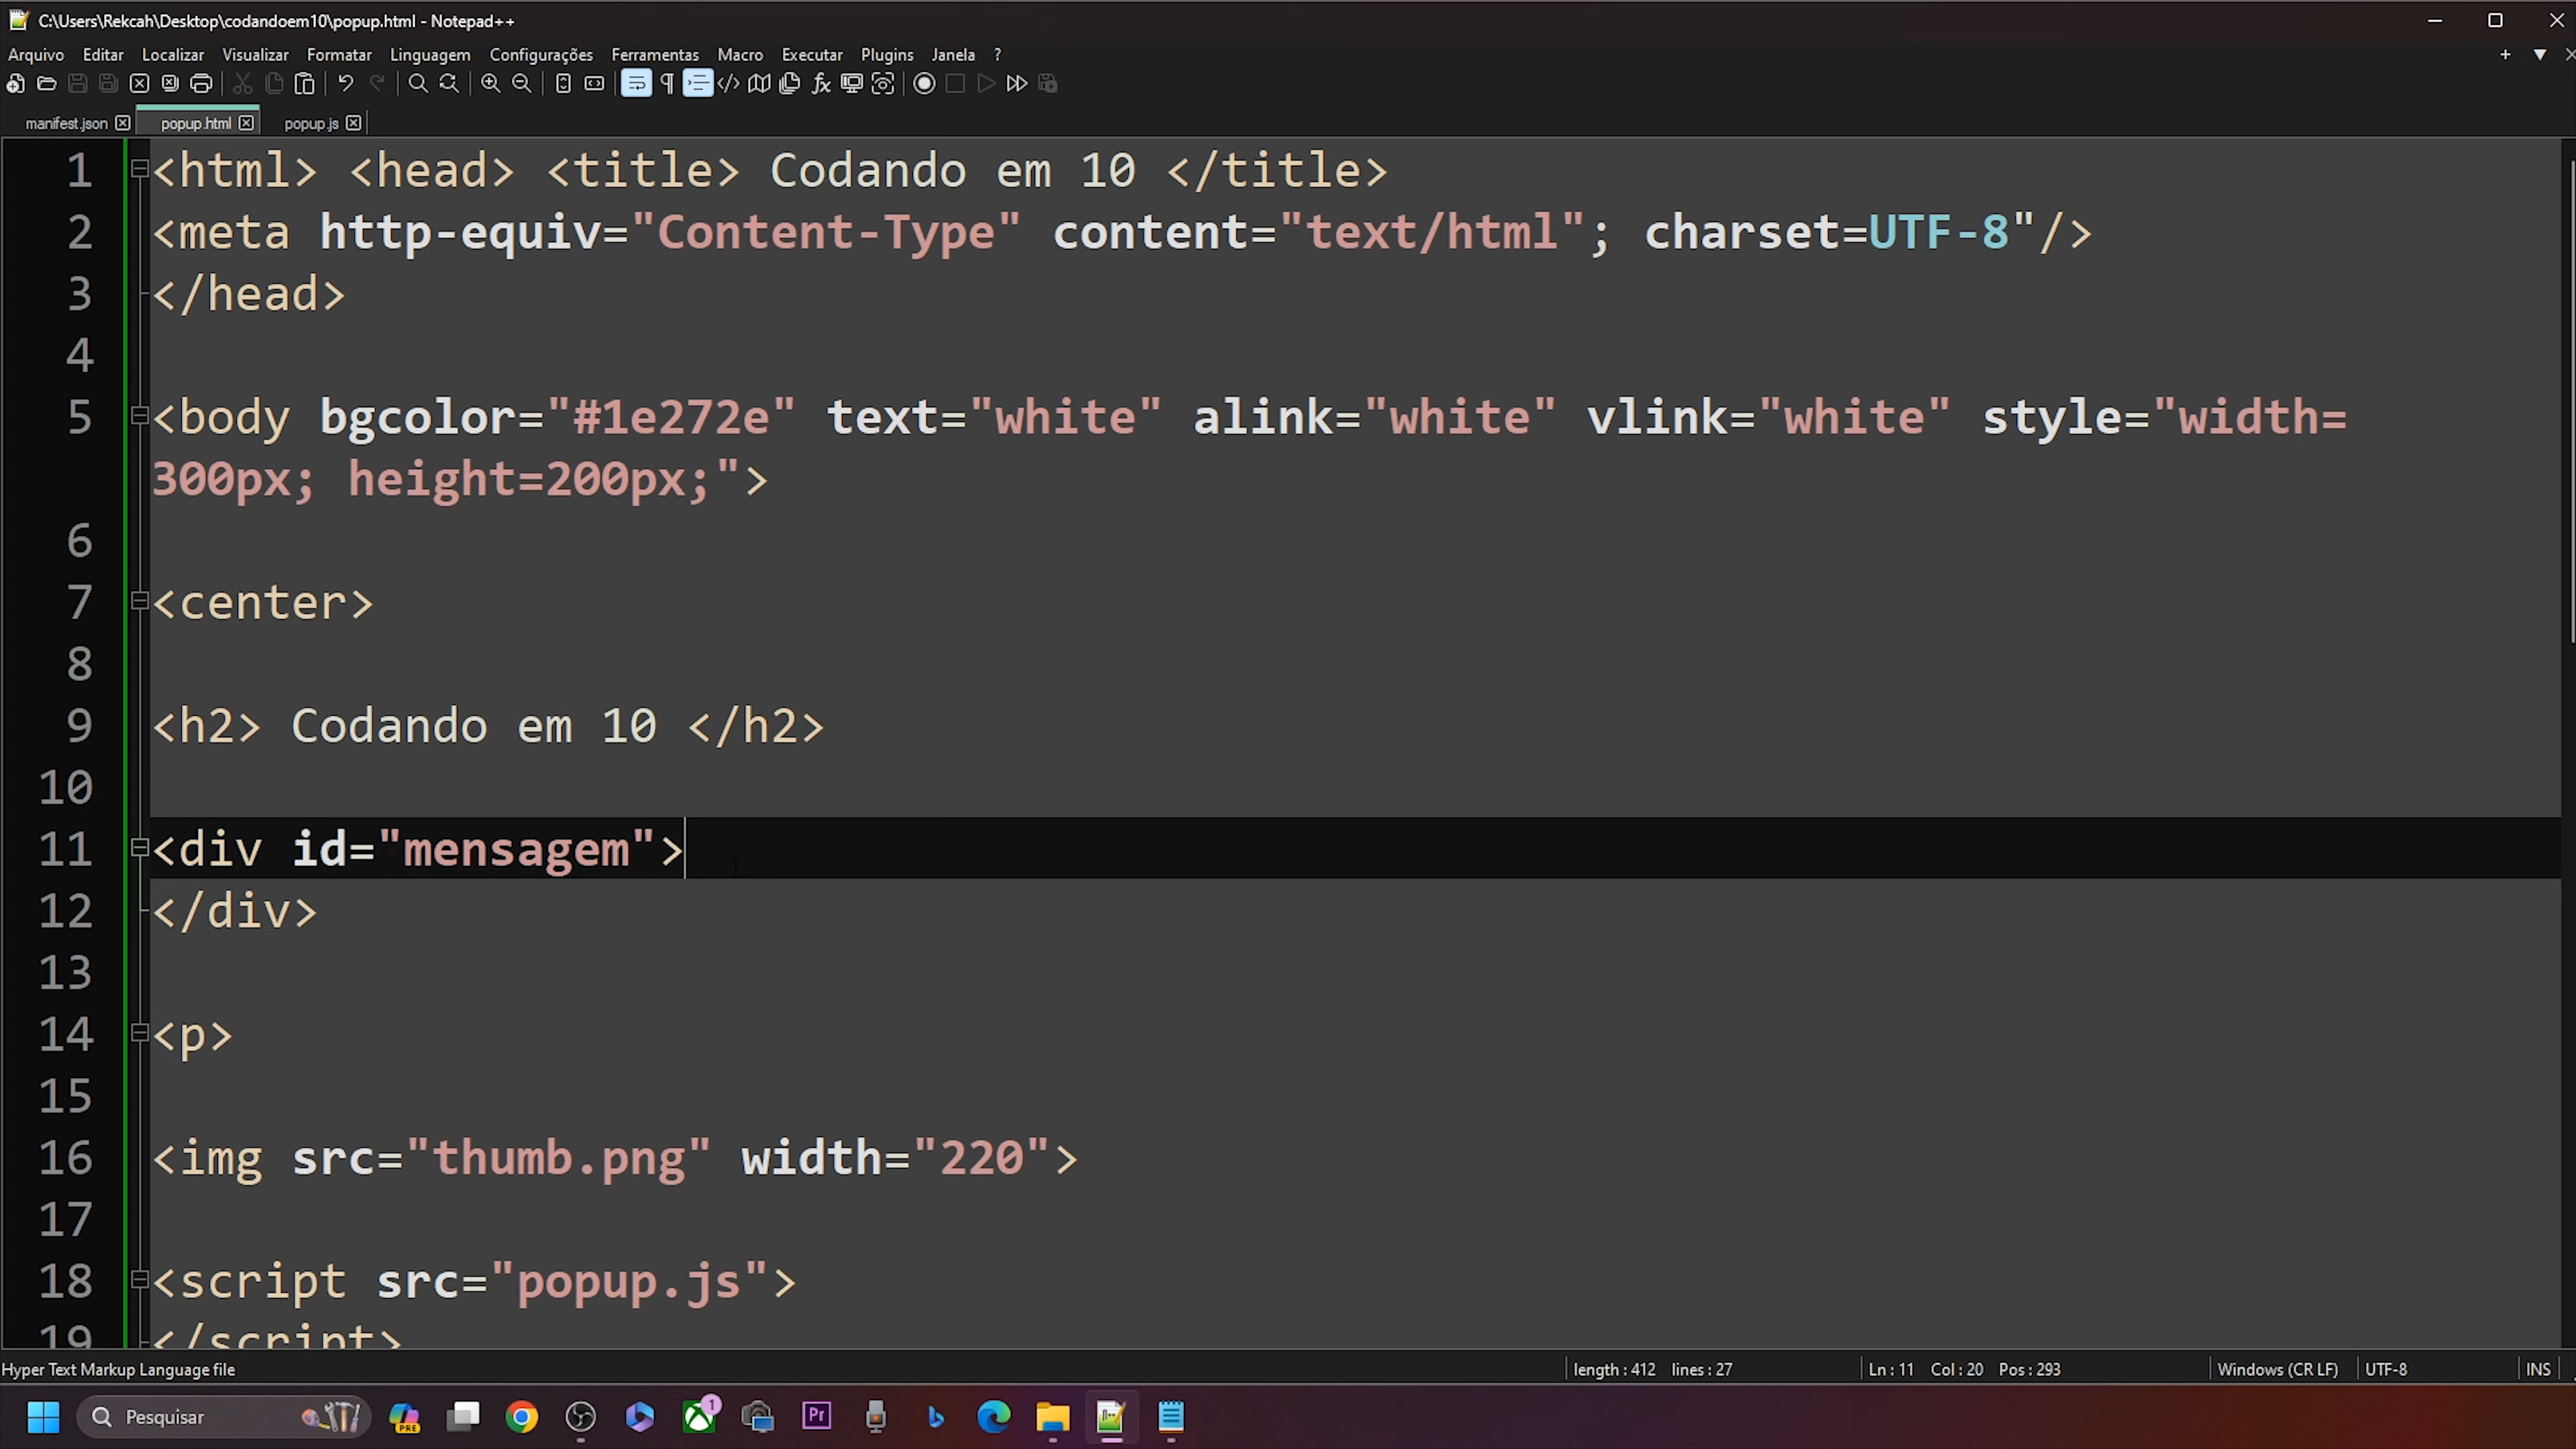 C:\Users\Rekcah\Desktop\codandoem10\popup.html - Notepad++
Arquivo Editar Localizar Visualizar Formatar Linguagem Configurações Ferramentas Macro Executar Plugins Janela ?
manifest.json popup.html popup.js
1 <html> <head> <title> Codando em 10 </title>
2 <meta http-equiv="Content-Type" content="text/html"; charset=UTF-8"/>
3 </head>
4
5 <body bgcolor="#1e272e" text="white" alink="white" vlink="white" style="width=
300px; height=200px;">
6
7 <center>
8
9 <h2> Codando em 10 </h2>
10
11 <div id="mensagem">
12 </div>
13
14 <p>
15
16 <img src="thumb.png" width="220">
17
18 <script src="popup.js">
19 </script>
Hyper Text Markup Language file length : 412 lines : 27 Ln : 11 Col : 20 Pos : 293 Windows (CR LF) UTF-8 INS
Pesquisar PRE 1 Pr